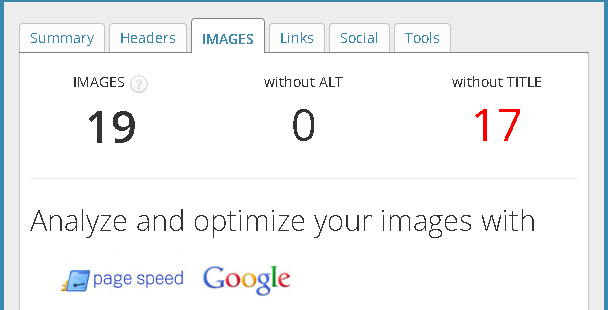 Summary Headers IMAGES Links Social Tools
IMAGES ? without ALT without TITLE
19 0 17
Analyze and optimize your images with
page speed Google